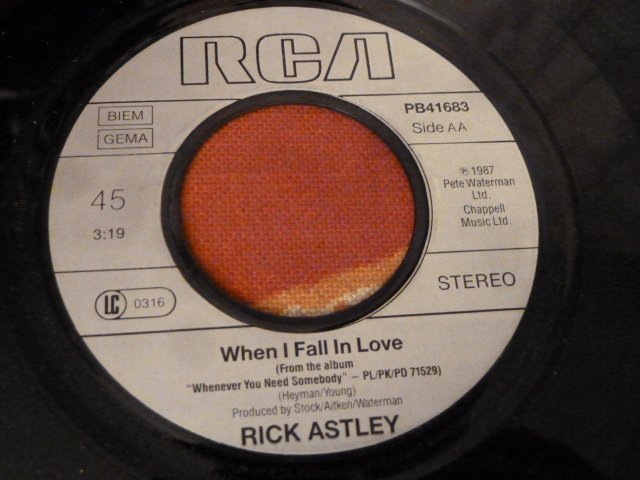 RCA
BIEM
GEMA
PB41683
Side AA
45
3:19
℗ 1987
Pete Waterman
Ltd.
Chappell
Music Ltd.
LC 0316
STEREO
When I Fall In Love
(From the album
"Whenever You Need Somebody" – PL/PK/PD 71529)
(Heyman/Young)
Produced by Stock/Aitken/Waterman
RICK ASTLEY